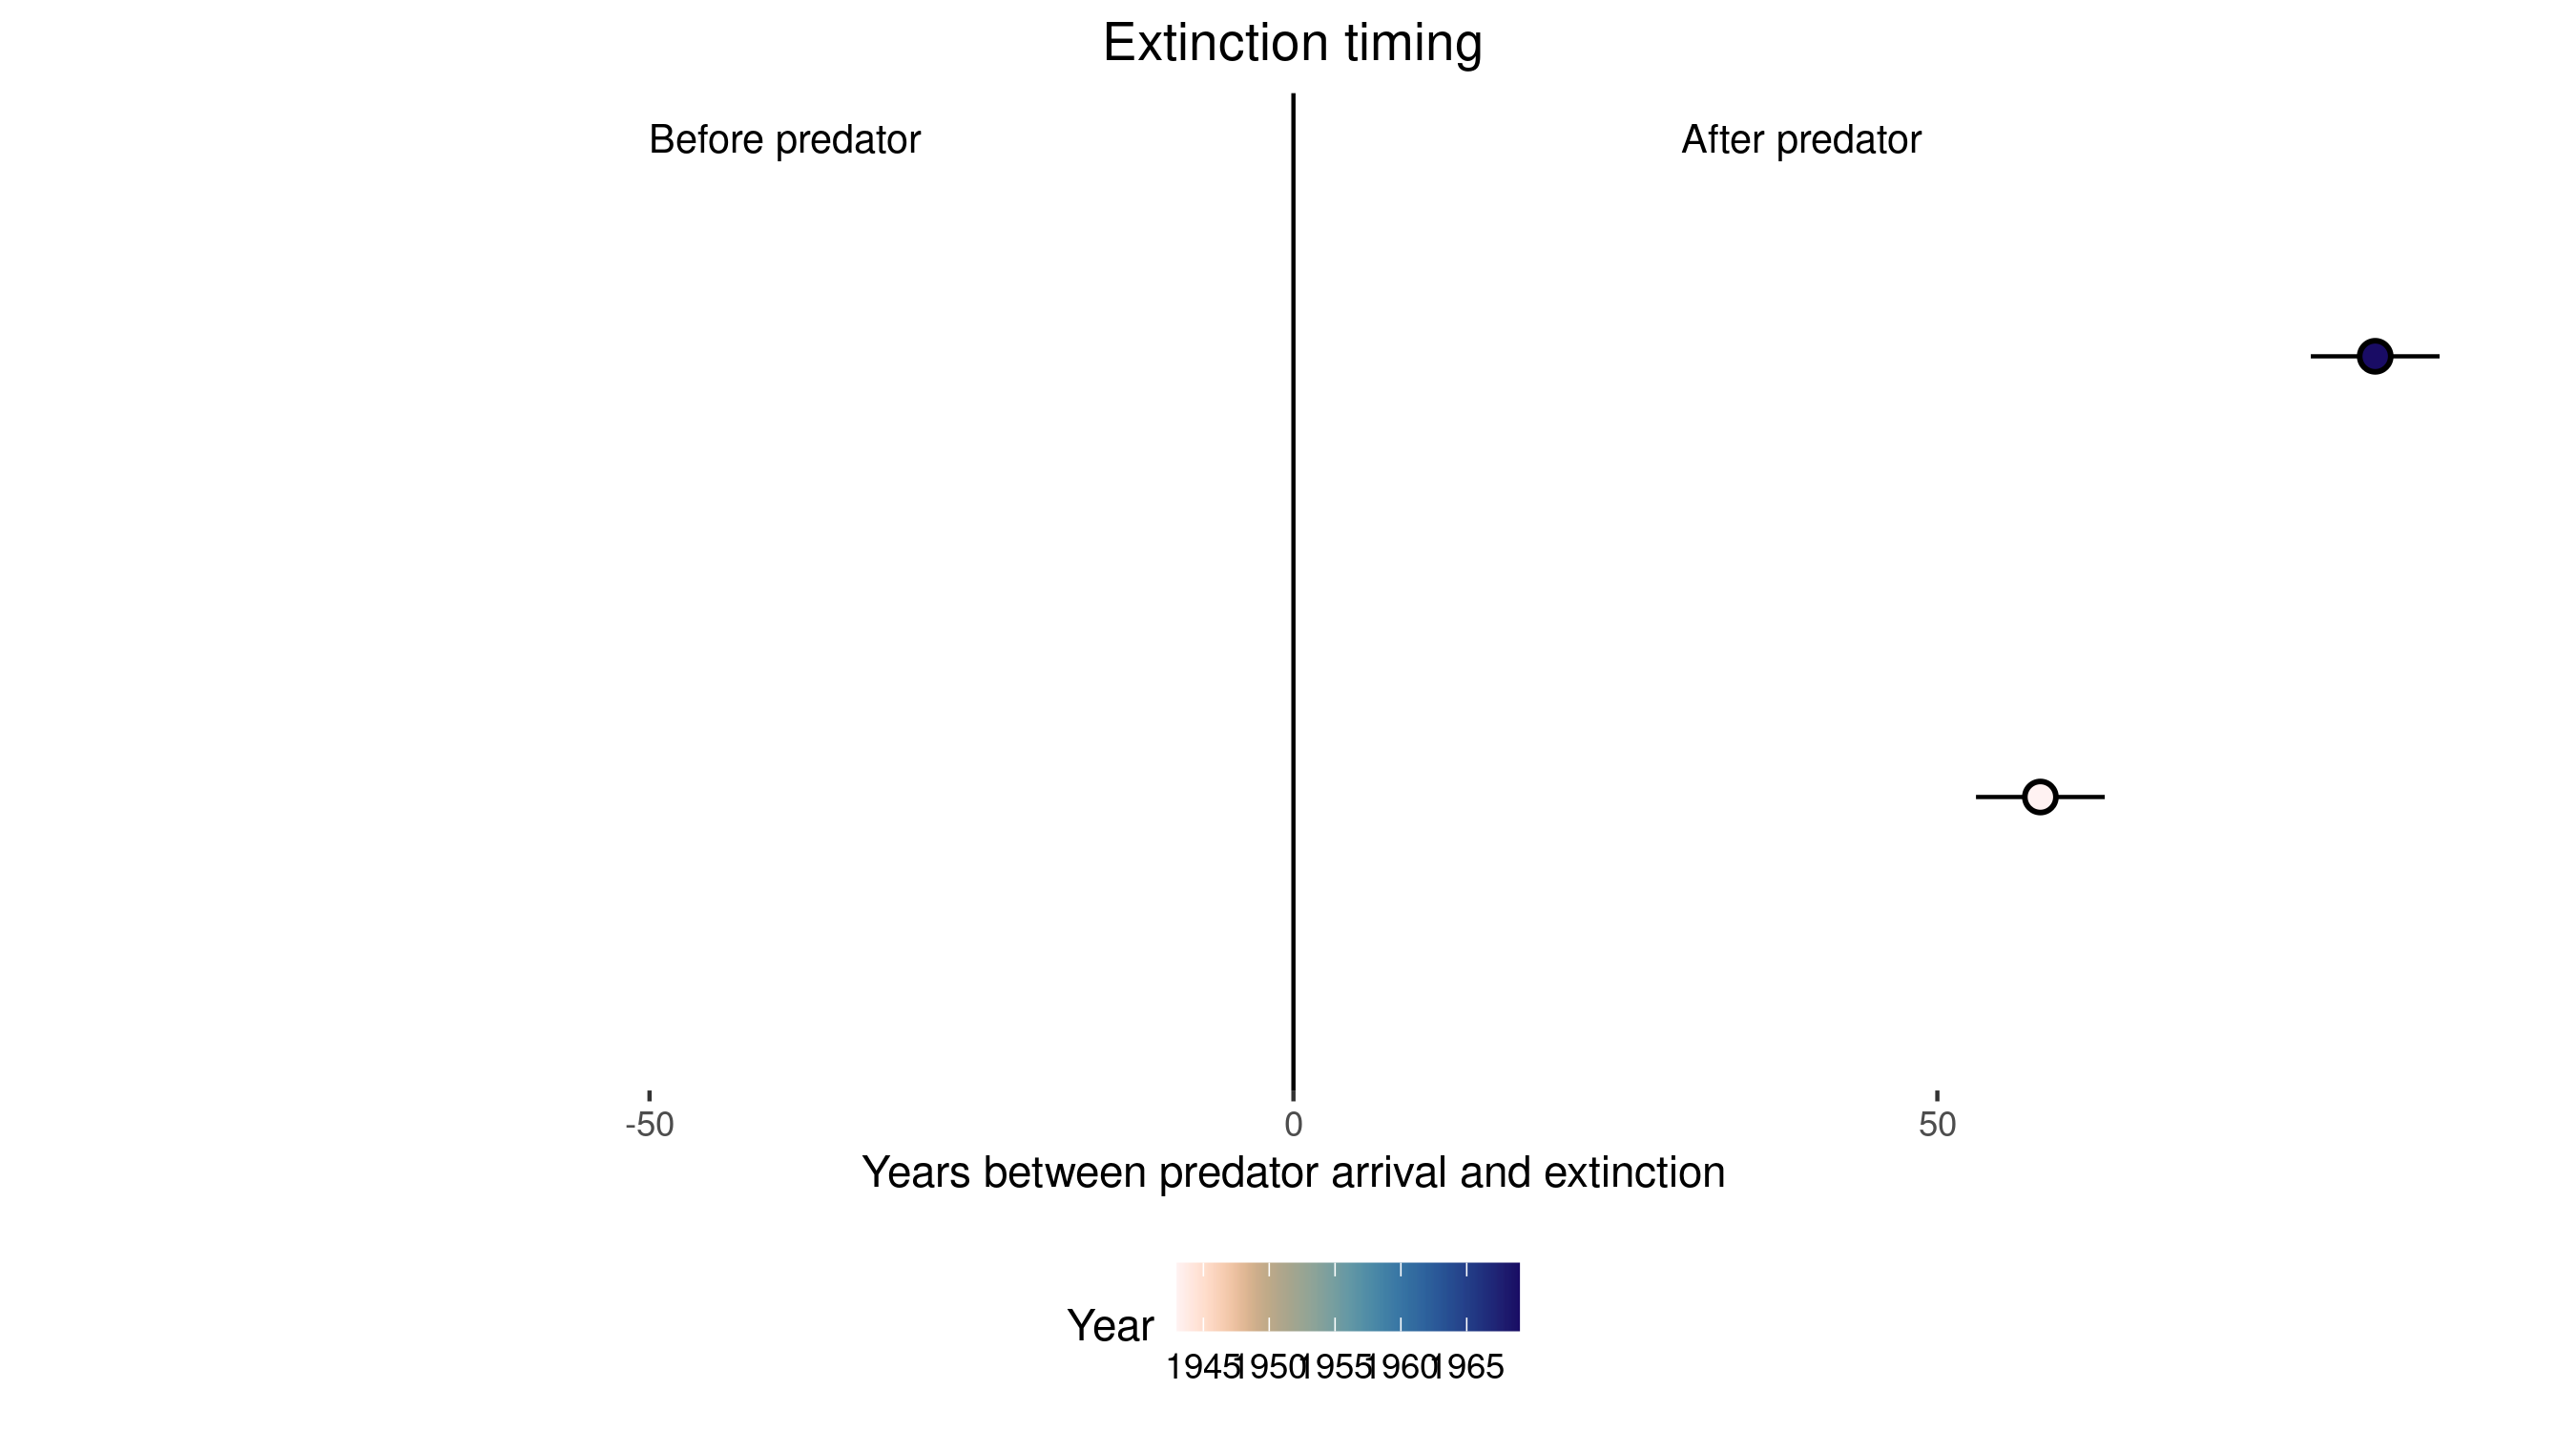 Extinction timing
Before predator
After predator
-50
0
50
Years between predator arrival and extinction
Year
1945
1950
1955
1960
1965